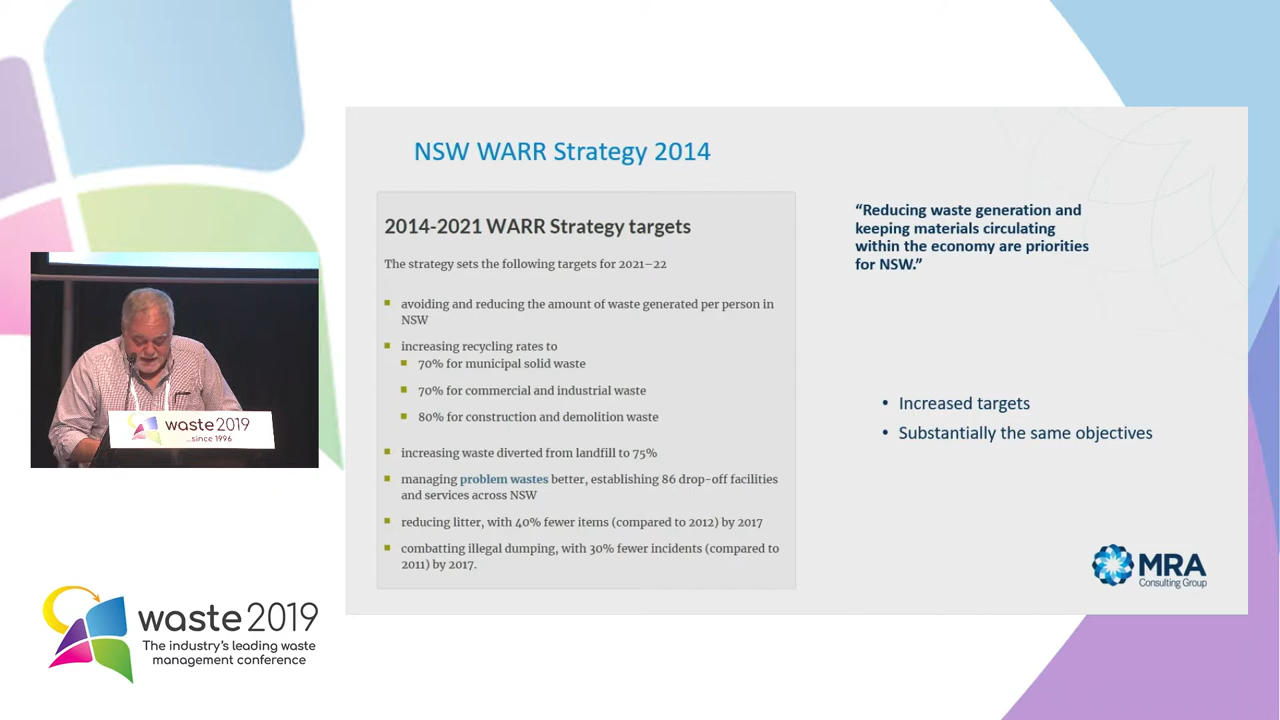 NSW WARR Strategy 2014
2014-2021 WARR Strategy targets
The strategy sets the following targets for 2021–22
avoiding and reducing the amount of waste generated per person in
NSW
increasing recycling rates to
70% for municipal solid waste
70% for commercial and industrial waste
80% for construction and demolition waste
increasing waste diverted from landfill to 75%
managing problem wastes better, establishing 86 drop-off facilities
and services across NSW
reducing litter, with 40% fewer items (compared to 2012) by 2017
combatting illegal dumping, with 30% fewer incidents (compared to
2011) by 2017.
“Reducing waste generation and
keeping materials circulating
within the economy are priorities
for NSW.”
• Increased targets
• Substantially the same objectives
MRA
Consulting Group
waste 2019
...since 1996
waste 2019
The industry's leading waste
management conference